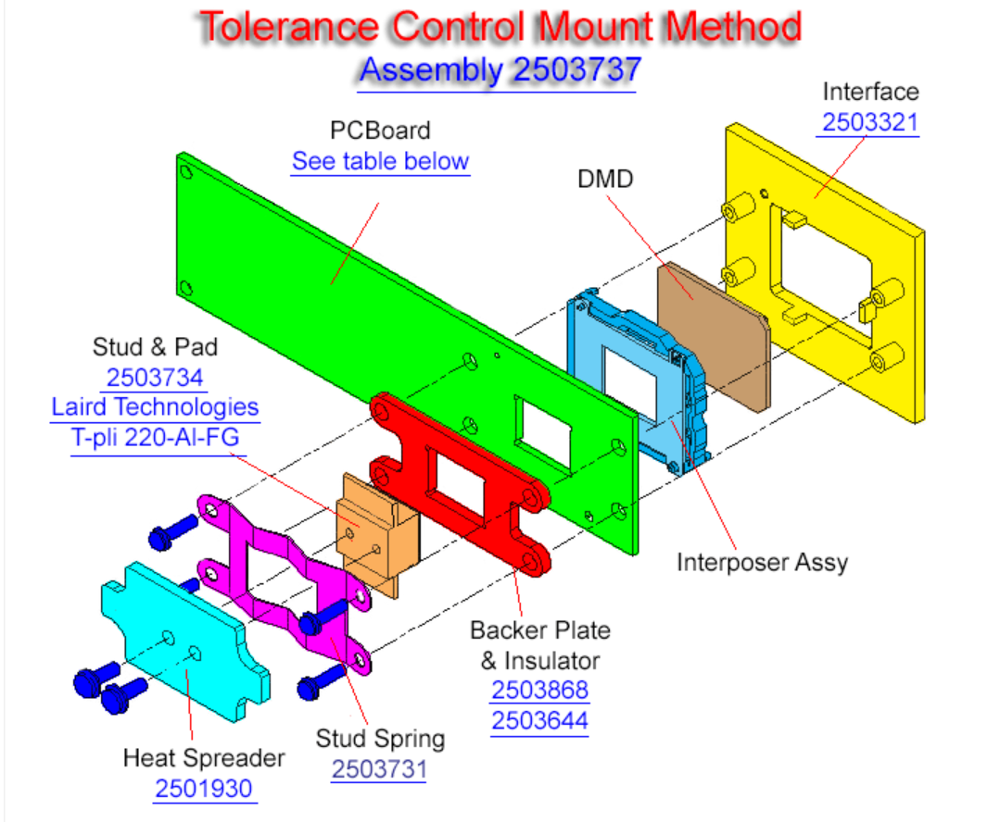 Tolerance Control Mount Method
Assembly 2503737
Interface
2503321
PCBoard
See table below
DMD
Stud & Pad
2503734
Laird Technologies
T-pli 220-Al-FG
Interposer Assy
Backer Plate
& Insulator
2503868
2503644
Stud Spring
2503731
Heat Spreader
2501930